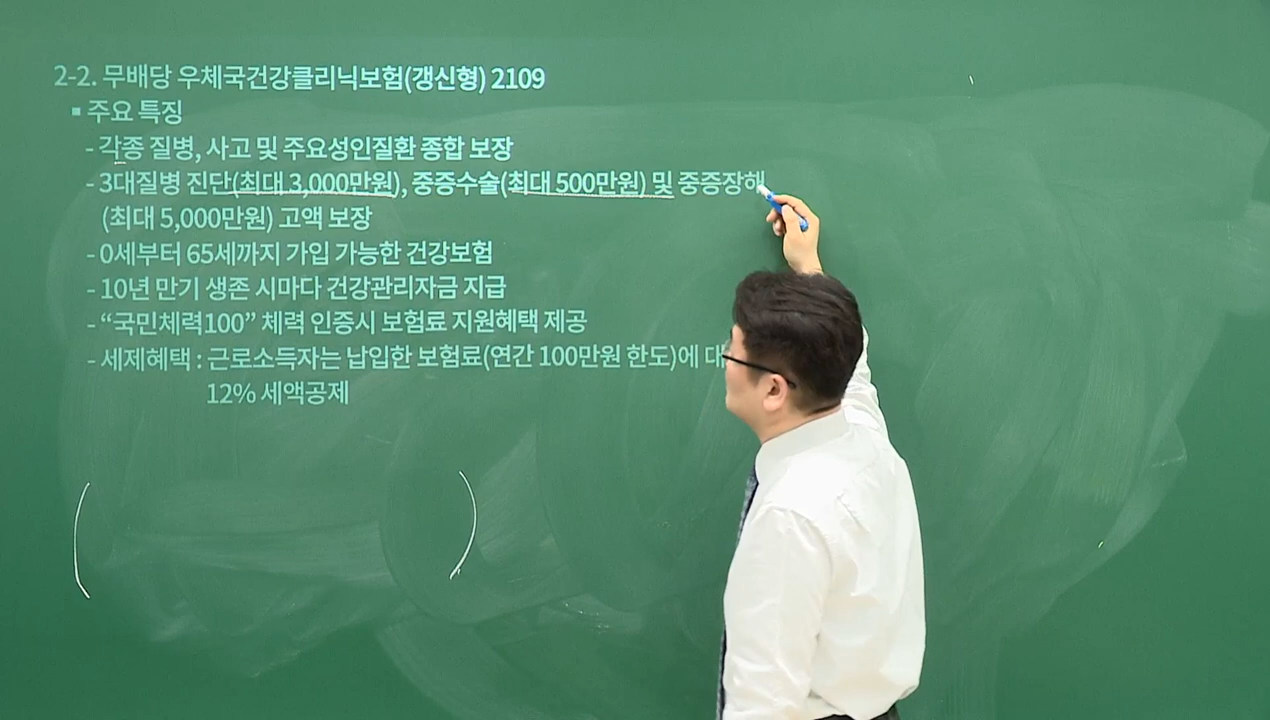 2-2. 무배당 우체국건강클리닉보험(갱신형) 2109
▪ 주요 특징
- 각종 질병, 사고 및 주요성인질환 종합 보장
- 3대질병 진단(최대 3,000만원), 중증수술(최대 500만원) 및 중증장해
(최대 5,000만원) 고액 보장
- 0세부터 65세까지 가입 가능한 건강보험
- 10년 만기 생존 시마다 건강관리자금 지급
- “국민체력100” 체력 인증시 보험료 지원혜택 제공
- 세제혜택 : 근로소득자는 납입한 보험료(연간 100만원 한도)에
12% 세액공제